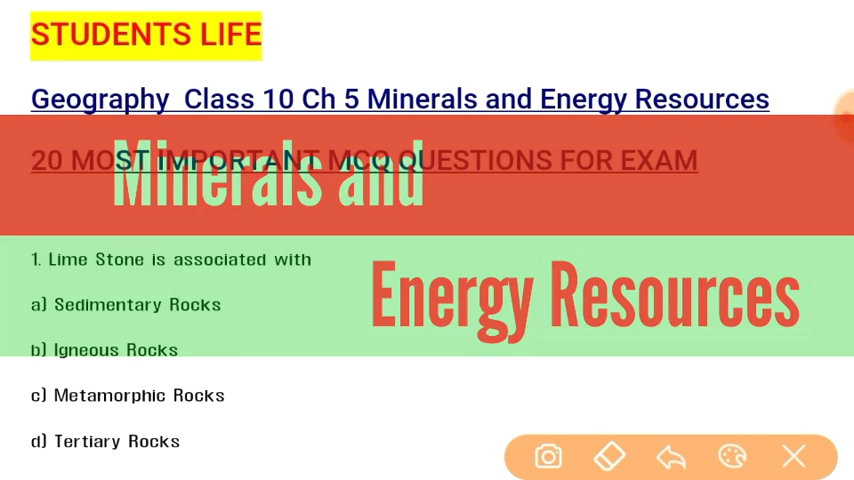 STUDENTS LIFE
Geography Class 10 Ch 5 Minerals and Energy Resources
20 MOST IMPORTANT MCQ QUESTIONS FOR EXAM
Minerals and
1. Lime Stone is associated with
Energy Resources
a) Sedimentary Rocks
b) Igneous Rocks
c) Metamorphic Rocks
d) Tertiary Rocks